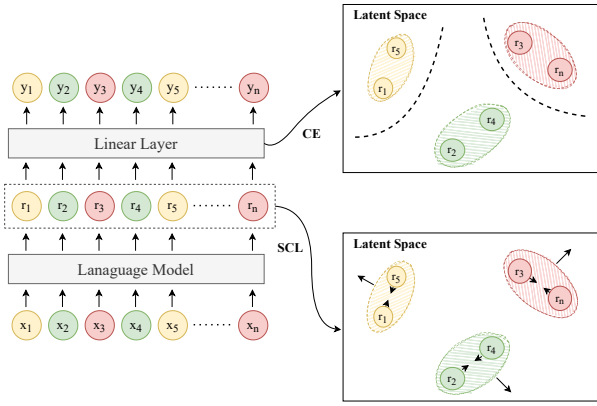 y1 y2 y3 y4 y5 ······ yn
Linear Layer
r1 r2 r3 r4 r5 ······ rn
Lanaguage Model
x1 x2 x3 x4 x5 ······ xn
CE
SCL
Latent Space
r5
r1
r3
rn
r4
r2
Latent Space
r5
r1
r3
rn
r4
r2